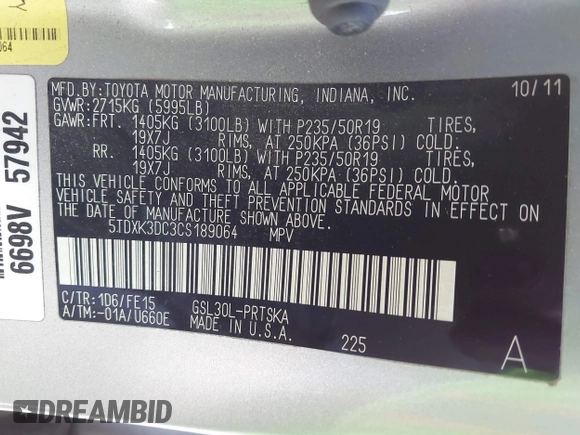 Y
064
6698V 57942
MFD.BY:TOYOTA MOTOR MANUFACTURING, INDIANA, INC. 10/11
GVWR: 2715KG (5995LB)
GAWR:FRT. 1405KG (3100LB) WITH P235/50R19 TIRES,
19X7J RIMS, AT 250KPA (36PSI) COLD.
RR. 1405KG (3100LB) WITH P235/50R19 TIRES,
19X7J RIMS, AT 250KPA (36PSI) COLD.
THIS VEHICLE CONFORMS TO ALL APPLICABLE FEDERAL MOTOR
VEHICLE SAFETY AND THEFT PREVENTION STANDARDS IN EFFECT ON
THE DATE OF MANUFACTURE SHOWN ABOVE.
5TDXK3DC3CS189064 MPV
C/TR: 1D6/FE15 GSL30L-PRTSKA
A/TM:-01A/U660E MADE IN U.S.A. 225
A
DREAMBID